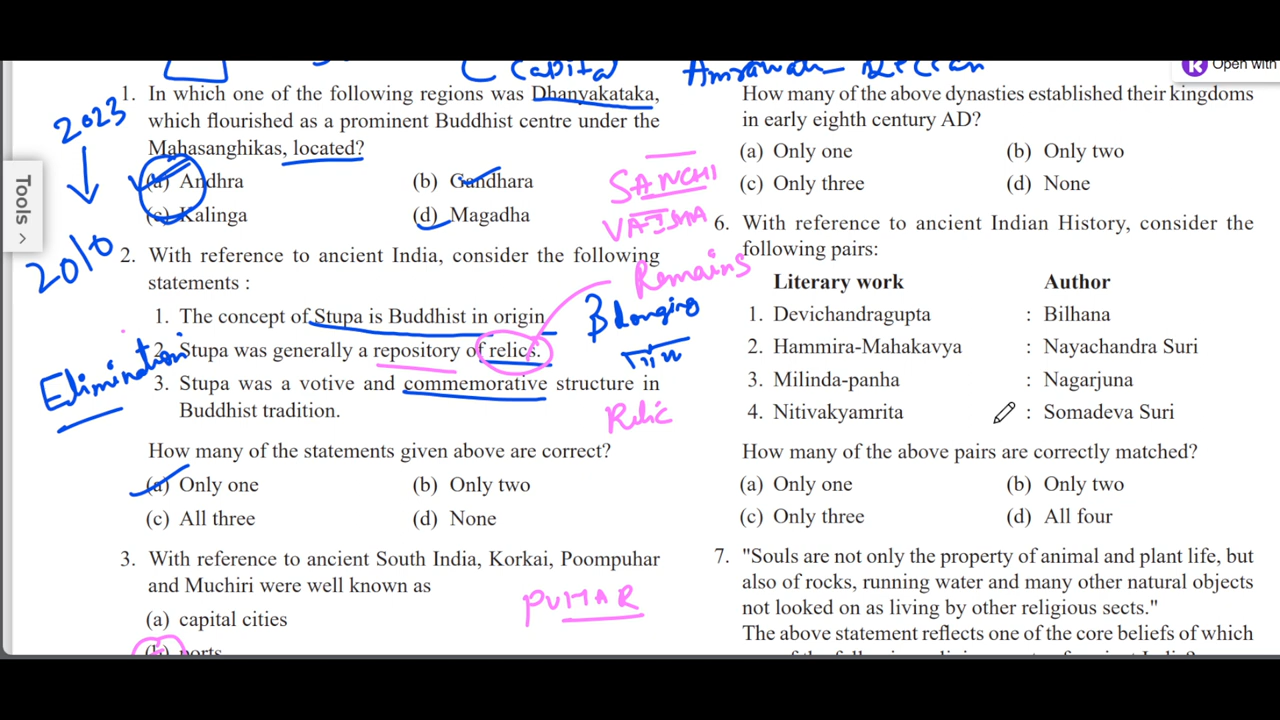 Capital
Open with
Tools >
2023
2010
1. In which one of the following regions was Dhanyakataka,
which flourished as a prominent Buddhist centre under the
Mahasanghikas, located?
(a) Andhra (b) Gandhara
(c) Kalinga (d) Magadha
SANCHI
2. With reference to ancient India, consider the following
statements :
Remains
1. The concept of Stupa is Buddhist in origin.
Belonging
2. Stupa was generally a repository of relics.
Elimination
3. Stupa was a votive and commemorative structure in
Buddhist tradition.
Relic
How many of the statements given above are correct?
(a) Only one (b) Only two
(c) All three (d) None
3. With reference to ancient South India, Korkai, Poompuhar
and Muchiri were well known as
PUHAR
(a) capital cities
(b) ports
How many of the above dynasties established their kingdoms
in early eighth century AD?
(a) Only one (b) Only two
(c) Only three (d) None
6. With reference to ancient Indian History, consider the
following pairs:
Literary work Author
1. Devichandragupta : Bilhana
2. Hammira-Mahakavya : Nayachandra Suri
3. Milinda-panha : Nagarjuna
4. Nitivakyamrita : Somadeva Suri
How many of the above pairs are correctly matched?
(a) Only one (b) Only two
(c) Only three (d) All four
7. "Souls are not only the property of animal and plant life, but
also of rocks, running water and many other natural objects
not looked on as living by other religious sects."
The above statement reflects one of the core beliefs of which